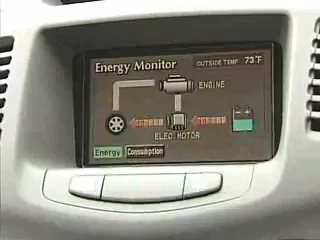 Energy Monitor
OUTSIDE TEMP 73°F
ENGINE
ELEC.MOTOR
Energy
Consumption